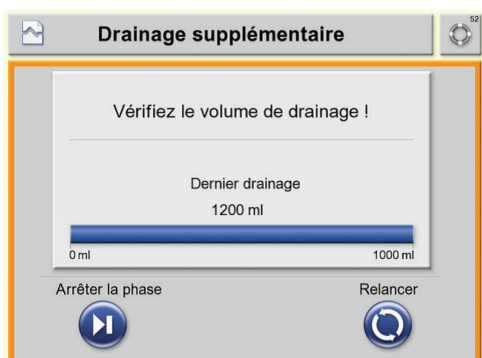 Drainage supplémentaire
52
Vérifiez le volume de drainage !
Dernier drainage
1200 ml
0 ml 1000 ml
Arrêter la phase Relancer